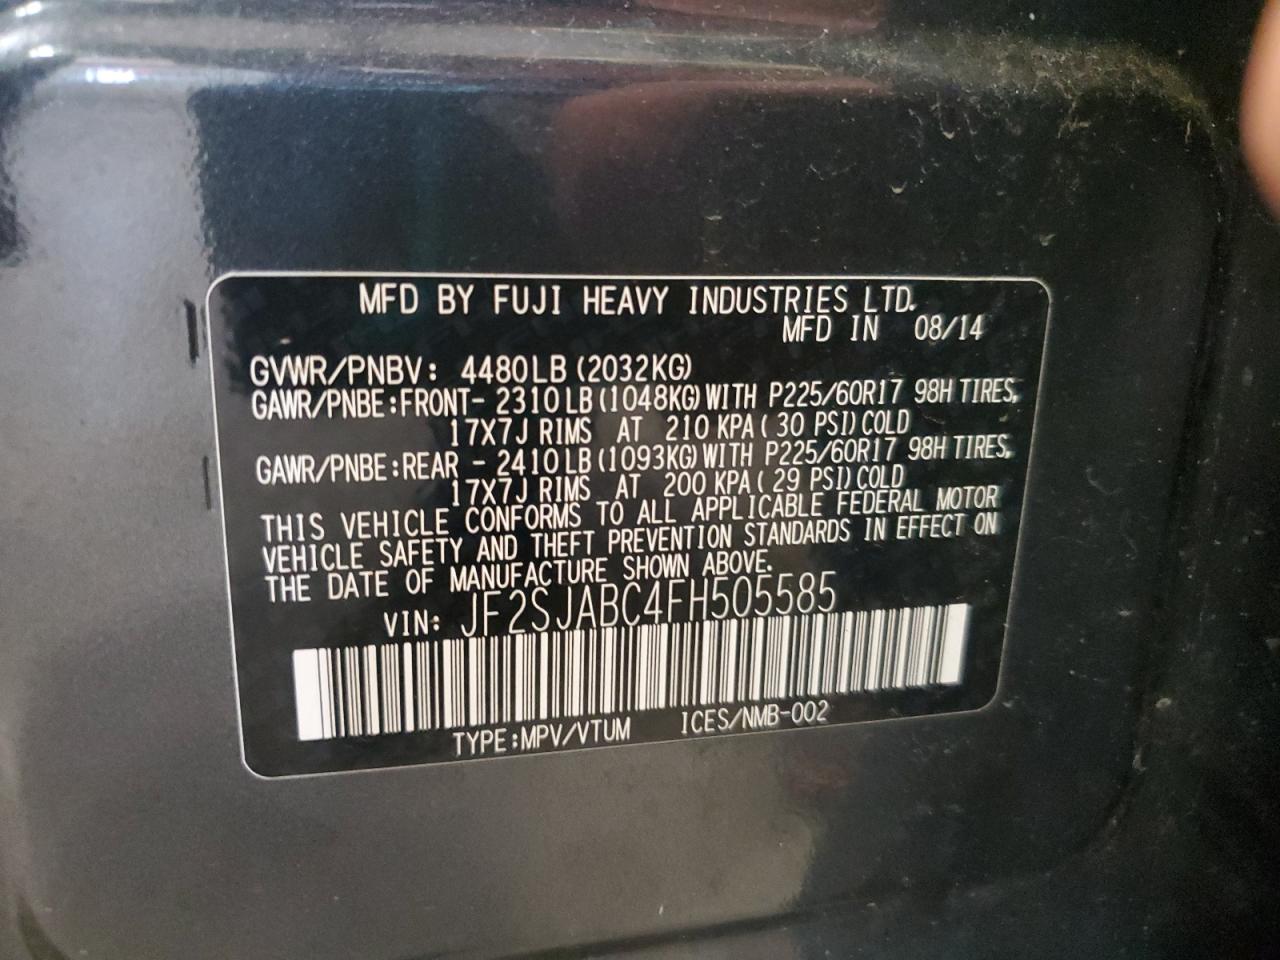 MFD BY FUJI HEAVY INDUSTRIES LTD.
MFD IN 08/14
GVWR/PNBV: 4480LB (2032KG)
GAWR/PNBE:FRONT- 2310LB (1048KG) WITH P225/60R17 98H TIRES,
17X7J RIMS AT 210 KPA ( 30 PSI) COLD
GAWR/PNBE:REAR - 2410LB (1093KG) WITH P225/60R17 98H TIRES,
17X7J RIMS AT 200 KPA ( 29 PSI) COLD
THIS VEHICLE CONFORMS TO ALL APPLICABLE FEDERAL MOTOR
VEHICLE SAFETY AND THEFT PREVENTION STANDARDS IN EFFECT ON
THE DATE OF MANUFACTURE SHOWN ABOVE.
VIN: JF2SJABC4FH505585
TYPE:MPV/VTUM ICES/NMB-002